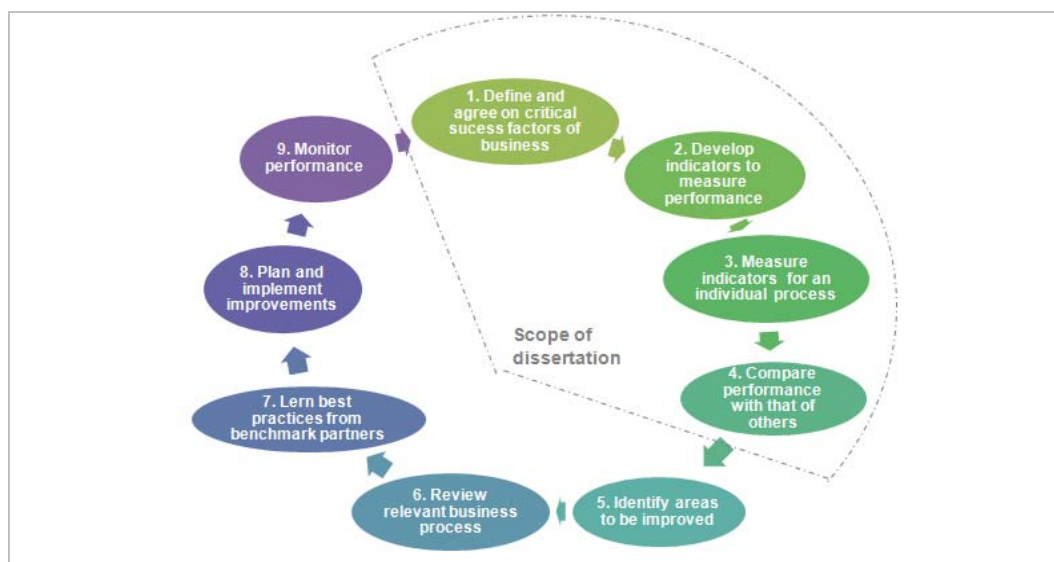 1. Define and
agree on critical
sucess factors of
business
2. Develop
indicators to
measure
performance
3. Measure
indicators for an
individual process
4. Compare
performance
with that of
others
5. Identify areas
to be improved
6. Review
relevant business
process
7. Lern best
practices from
benchmark partners
8. Plan and
implement
improvements
9. Monitor
performance
Scope of
dissertation